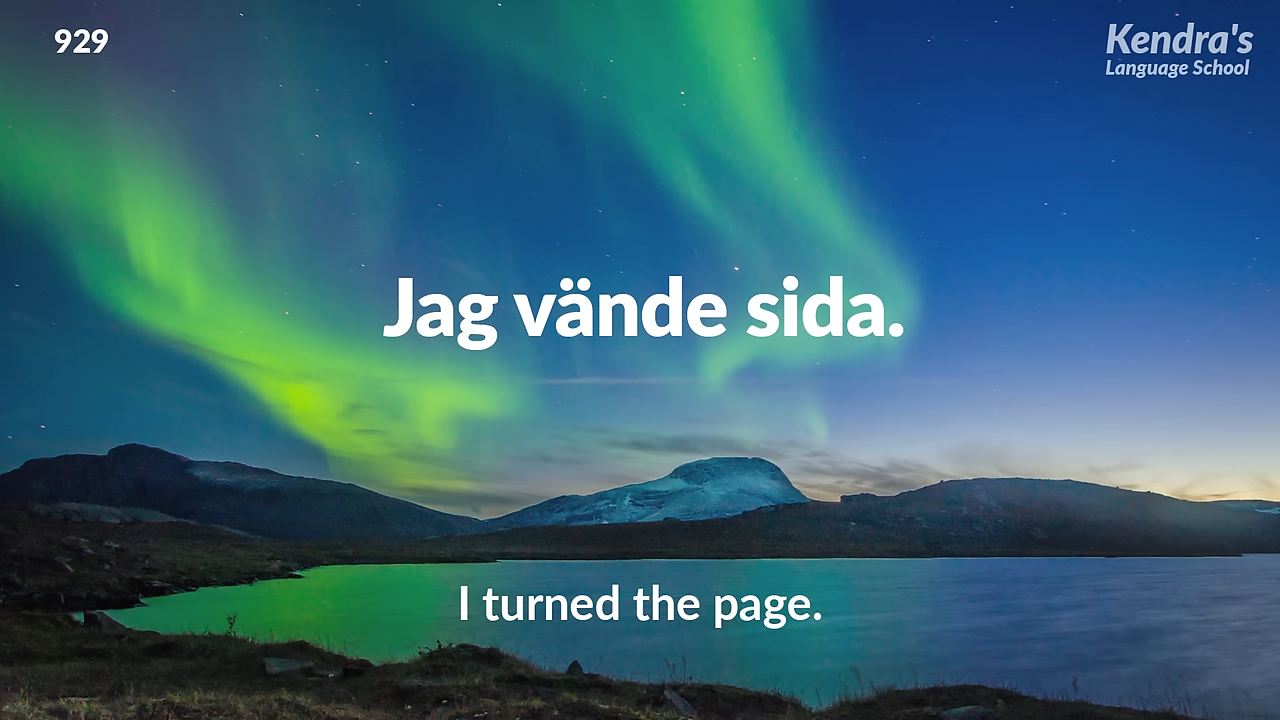 929
Kendra's
Language School
Jag vände sida.
I turned the page.